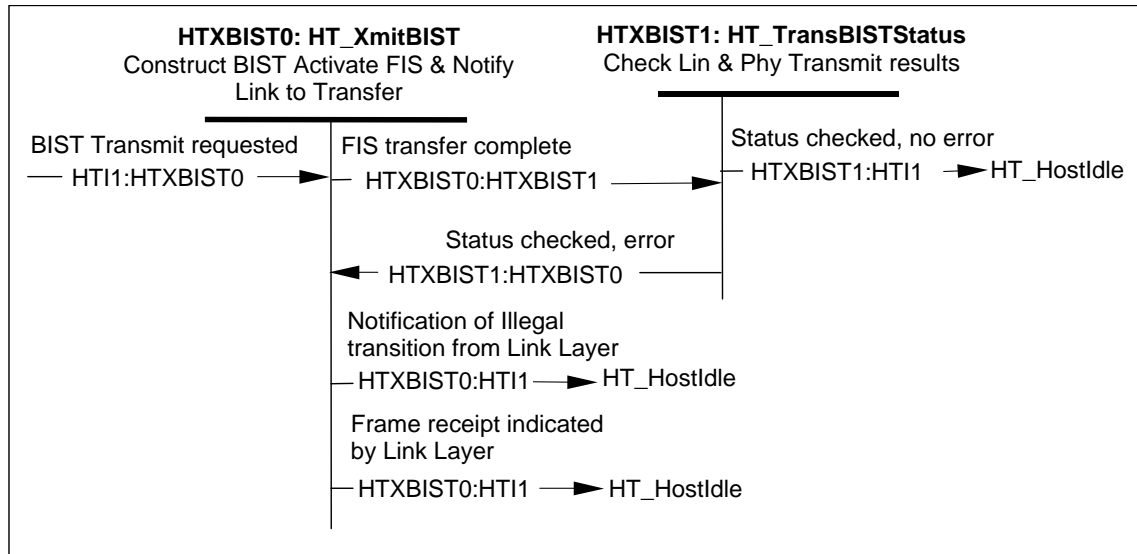 HTXBIST0: HT_XmitBIST
Construct BIST Activate FIS & Notify
Link to Transfer
HTXBIST1: HT_TransBISTStatus
Check Lin & Phy Transmit results
BIST Transmit requested
HTI1:HTXBIST0
FIS transfer complete
HTXBIST0:HTXBIST1
Status checked, no error
HTXBIST1:HTI1
HT_HostIdle
Status checked, error
HTXBIST1:HTXBIST0
Notification of Illegal
transition from Link Layer
HTXBIST0:HTI1
HT_HostIdle
Frame receipt indicated
by Link Layer
HTXBIST0:HTI1
HT_HostIdle